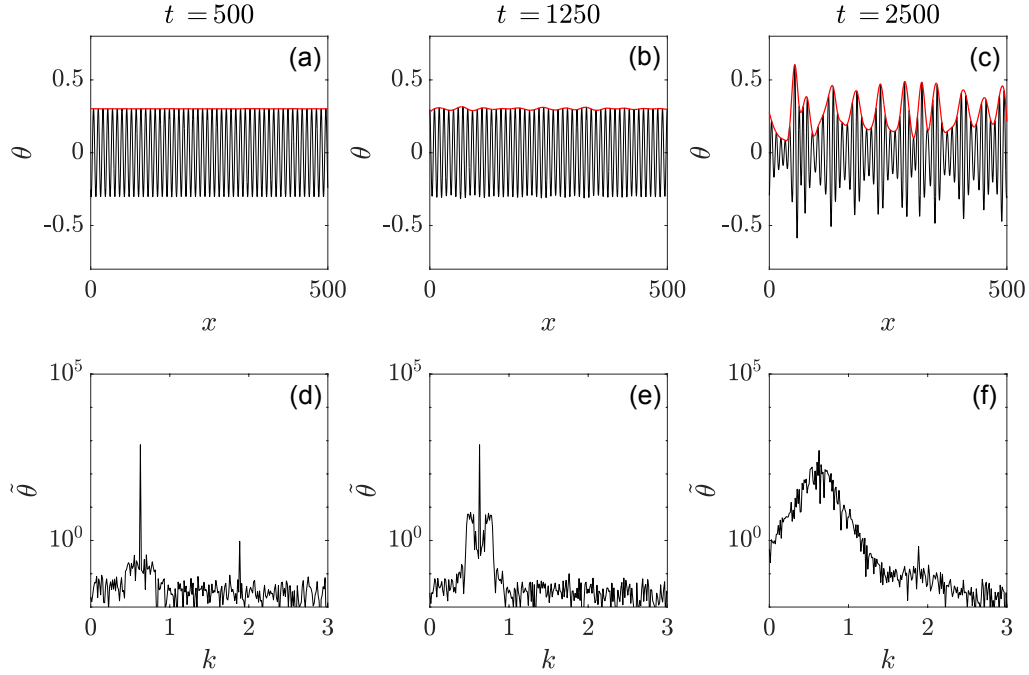 t = 500 t = 1250 t = 2500
(a) (b) (c)
0.5 0.5 0.5
θ 0 θ 0 θ 0
-0.5 -0.5 -0.5
0 500 0 500 0 500
x x x
10^5 10^5 10^5
(d) (e) (f)
θ̃ θ̃ θ̃
10^0 10^0 10^0
0 1 2 3 0 1 2 3 0 1 2 3
k k k